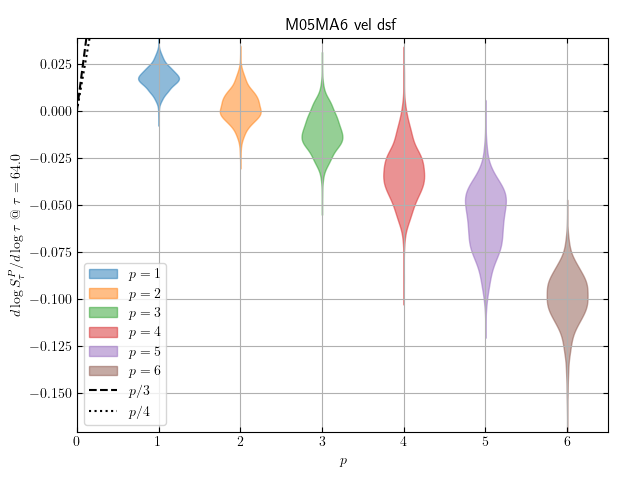 M05MA6 vel dsf
d log S_τ^P / d log τ @ τ = 64.0
0.025
0.000
−0.025
−0.050
−0.075
−0.100
−0.125
−0.150
p = 1
p = 2
p = 3
p = 4
p = 5
p = 6
p/3
p/4
0 1 2 3 4 5 6
p